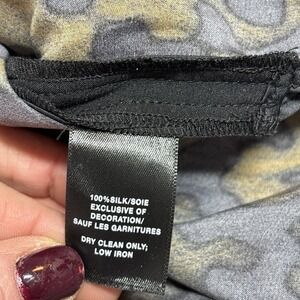 100%SILK/SOIE
EXCLUSIVE OF
DECORATION/
SAUF LES GARNITURES
DRY CLEAN ONLY;
LOW IRON